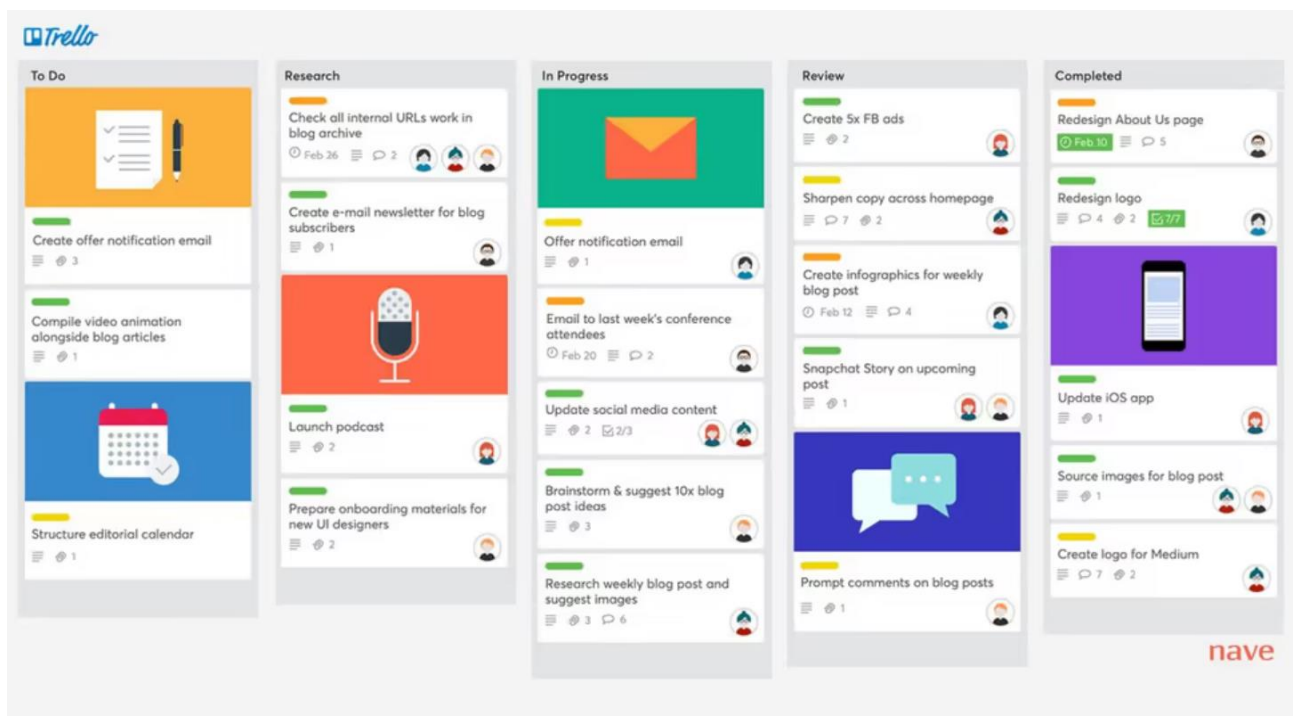 Trello
To Do
Create offer notification email
3
Compile video animation
alongside blog articles
1
Structure editorial calendar
1
Research
Check all internal URLs work in
blog archive
Feb 26 2
Create e-mail newsletter for blog
subscribers
1
Launch podcast
2
Prepare onboarding materials for
new UI designers
2
In Progress
Offer notification email
1
Email to last week's conference
attendees
Feb 20 2
Update social media content
2 2/3
Brainstorm & suggest 10x blog
post ideas
3
Research weekly blog post and
suggest images
3 6
Review
Create 5x FB ads
2
Sharpen copy across homepage
7 2
Create infographics for weekly
blog post
Feb 12 4
Snapchat Story on upcoming
post
1
Prompt comments on blog posts
1
Completed
Redesign About Us page
Feb 10 5
Redesign logo
4 2 7/7
Update iOS app
1
Source images for blog post
1
Create logo for Medium
7 2
nave